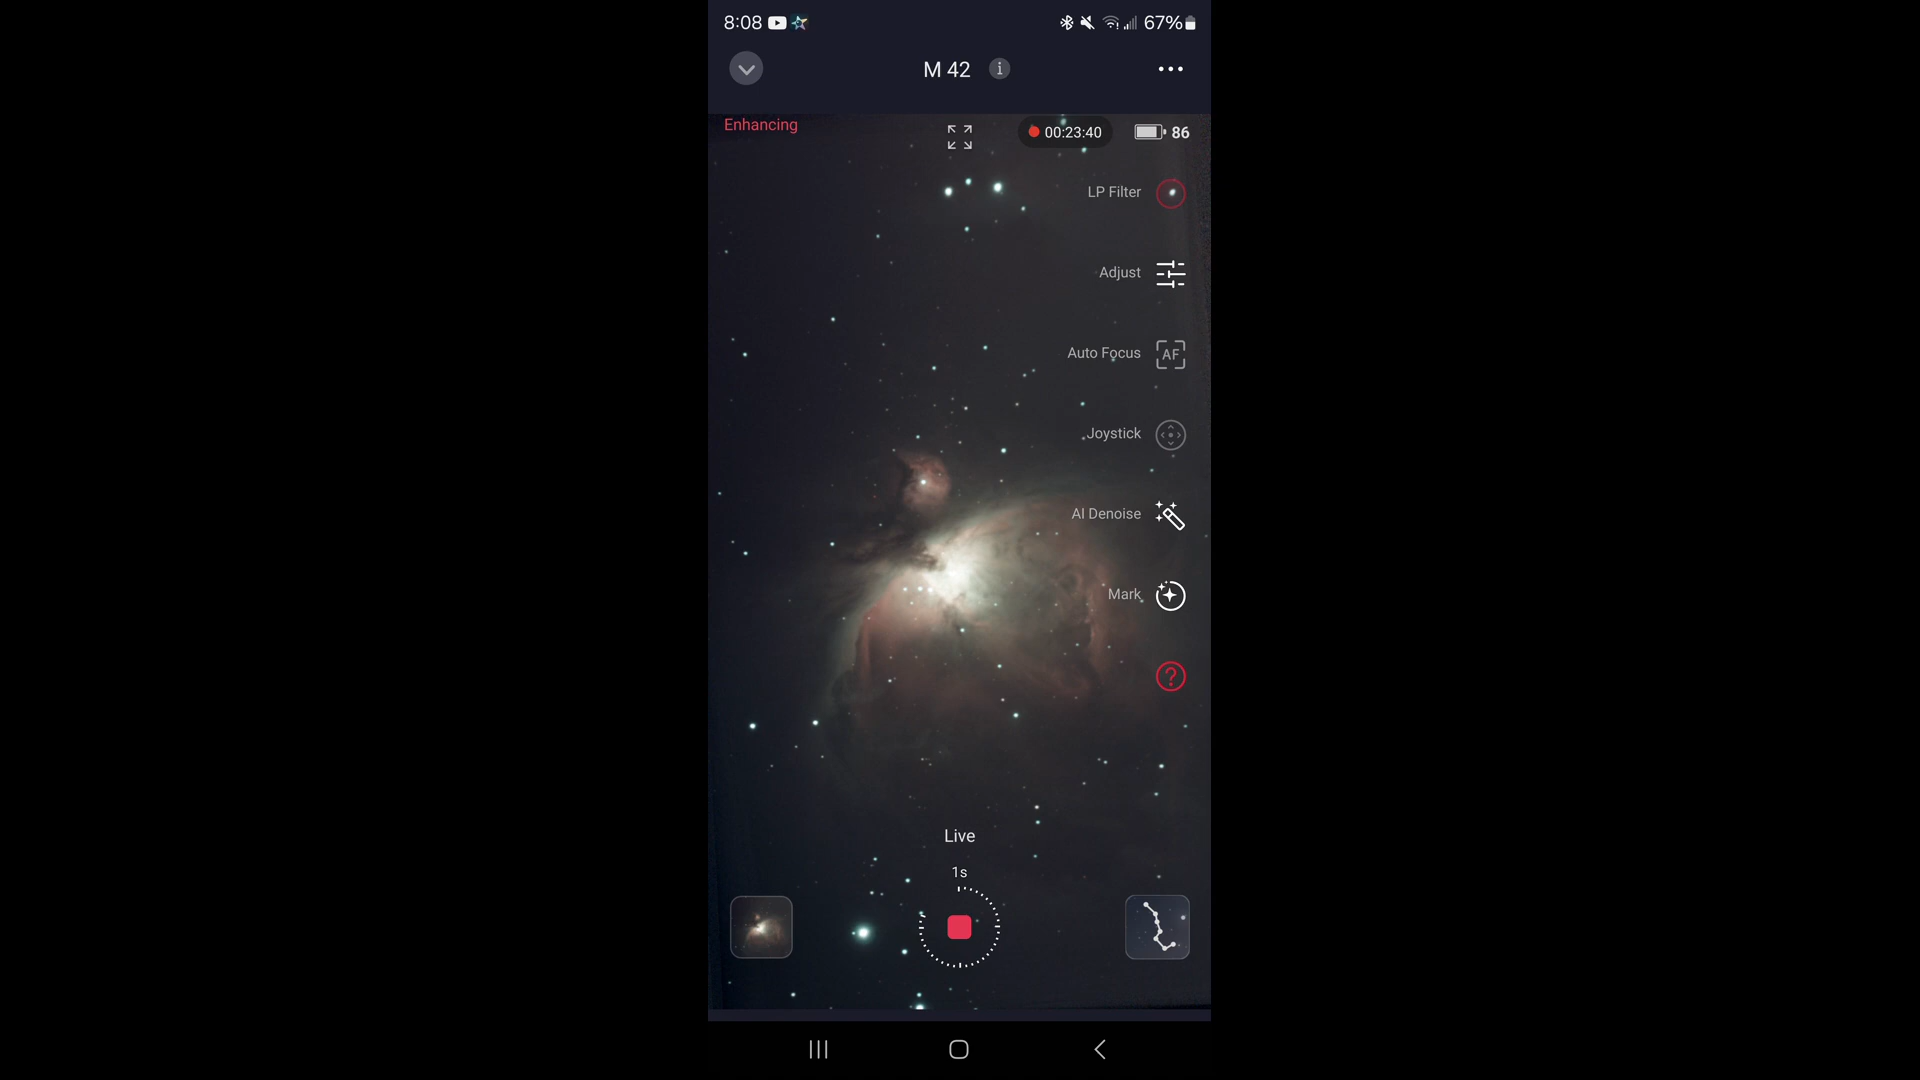 8:08 67%
M 42 i
Enhancing
00:23:40 86
LP Filter
Adjust
Auto Focus AF
Joystick
AI Denoise
Mark
?
Live
1s